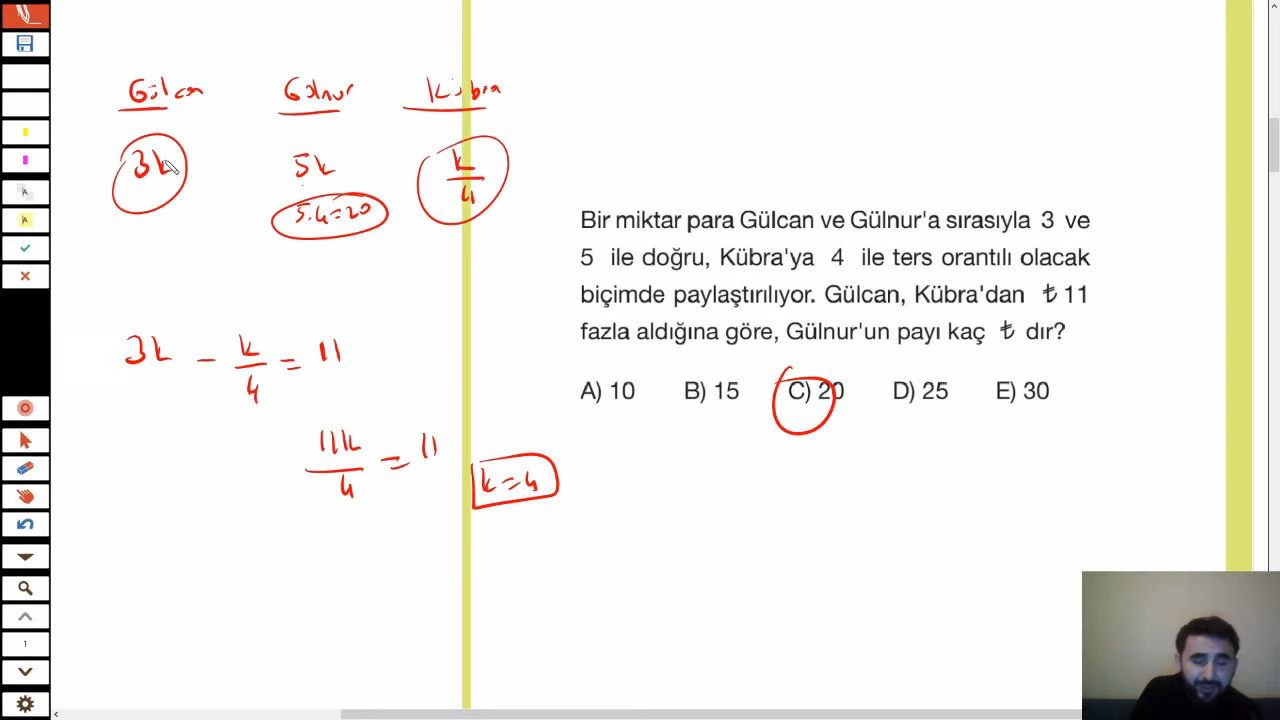 Gülcan Gülnur Kübra
3k 5k k/4
5.4=20
3k - k/4 = 11
11k/4 = 11
k=4
Bir miktar para Gülcan ve Gülnur'a sırasıyla 3 ve
5 ile doğru, Kübra'ya 4 ile ters orantılı olacak
biçimde paylaştırılıyor. Gülcan, Kübra'dan ₺ 11
fazla aldığına göre, Gülnur'un payı kaç ₺ dır?
A) 10 B) 15 C) 20 D) 25 E) 30
1